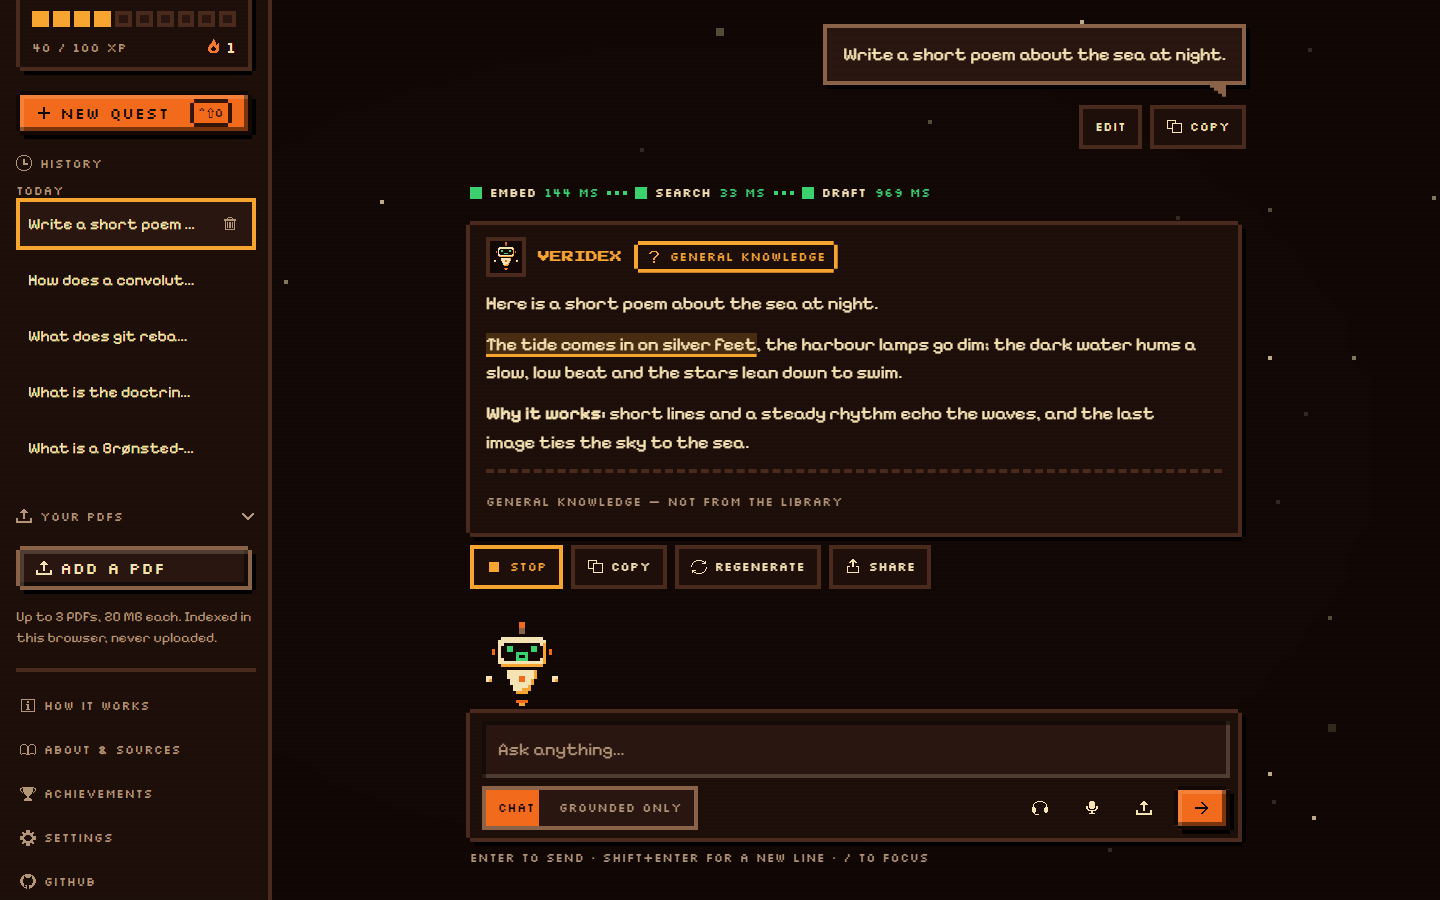 40 / 100 XP
1
+ NEW QUEST ^⇧O
HISTORY
TODAY
Write a short poem ...
How does a convolut...
What does git reba...
What is the doctrin...
What is a Brønsted-...
YOUR PDFS
ADD A PDF
Up to 3 PDFs, 20 MB each. Indexed in
this browser, never uploaded.
HOW IT WORKS
ABOUT & SOURCES
ACHIEVEMENTS
SETTINGS
GITHUB
Write a short poem about the sea at night.
EDIT
COPY
EMBED 144 MS SEARCH 33 MS DRAFT 969 MS
VERIDEX ? GENERAL KNOWLEDGE
Here is a short poem about the sea at night.
The tide comes in on silver feet, the harbour lamps go dim; the dark water hums a
slow, low beat and the stars lean down to swim.
Why it works: short lines and a steady rhythm echo the waves, and the last
image ties the sky to the sea.
GENERAL KNOWLEDGE — NOT FROM THE LIBRARY
STOP
COPY
REGENERATE
SHARE
Ask anything...
CHAT GROUNDED ONLY
ENTER TO SEND · SHIFT+ENTER FOR A NEW LINE · / TO FOCUS